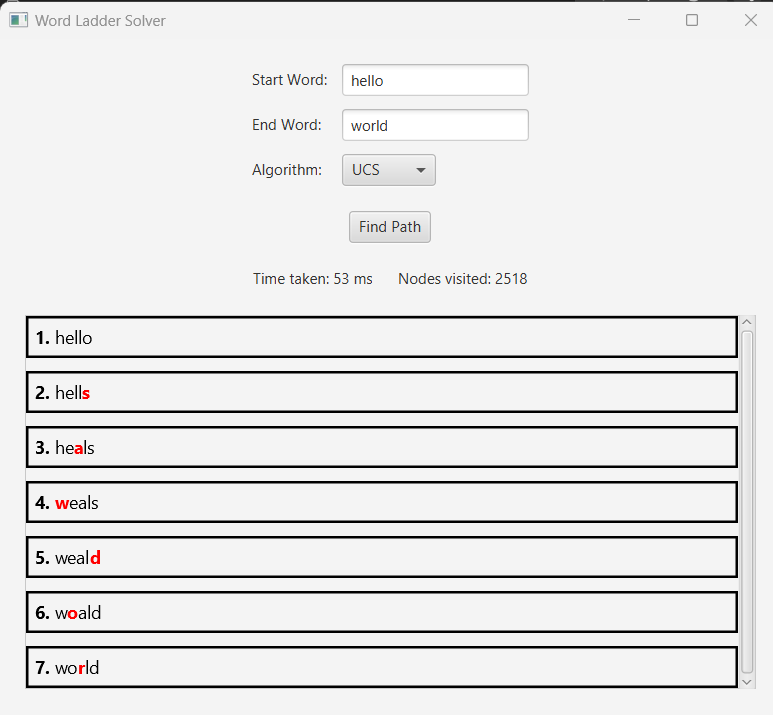 Word Ladder Solver
Start Word: hello
End Word: world
Algorithm: UCS
Find Path
Time taken: 53 ms Nodes visited: 2518
1. hello
2. hells
3. heals
4. weals
5. weald
6. woald
7. world